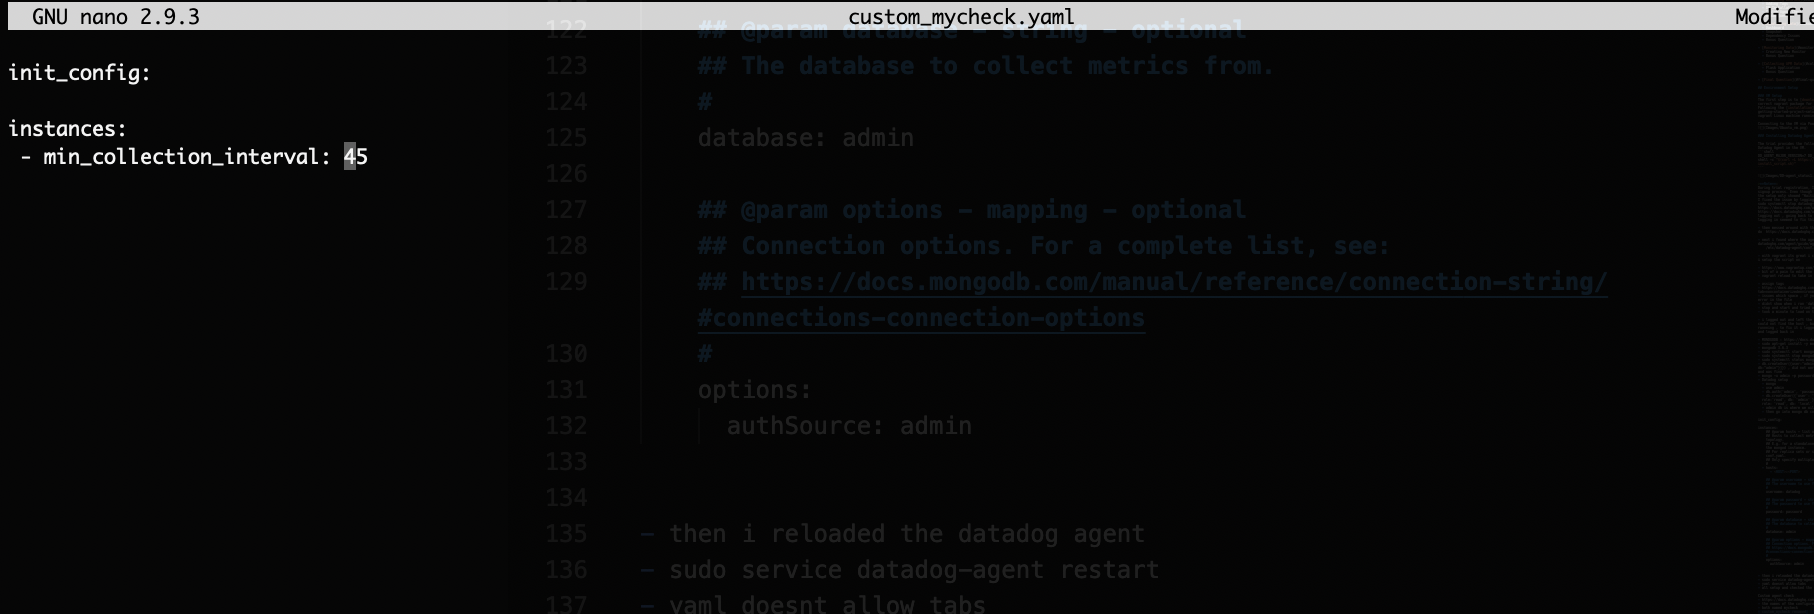 GNU nano 2.9.3 custom_mycheck.yaml Modifie
init_config:
instances:
- min_collection_interval: 45
122 ## @param database - string - optional
123 ## The database to collect metrics from.
124 #
125 database: admin
126
127 ## @param options - mapping - optional
128 ## Connection options. For a complete list, see:
129 ## https://docs.mongodb.com/manual/reference/connection-string/
#connections-connection-options
130 #
131 options:
132 authSource: admin
133
134
135 - then i reloaded the datadog agent
136 - sudo service datadog-agent restart
137 - yaml doesnt allow tabs